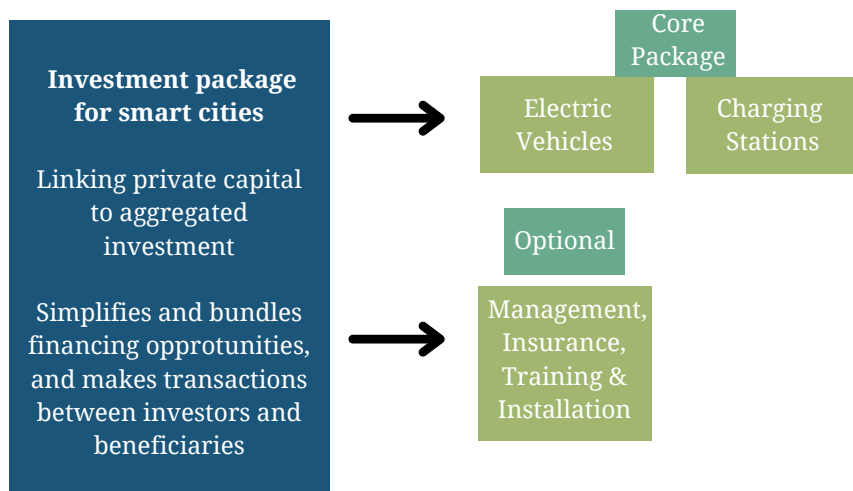 Investment package
for smart cities
Linking private capital
to aggregated
investment
Simplifies and bundles
financing opprotunities,
and makes transactions
between investors and
beneficiaries
Core
Package
Electric
Vehicles
Charging
Stations
Optional
Management,
Insurance,
Training &
Installation